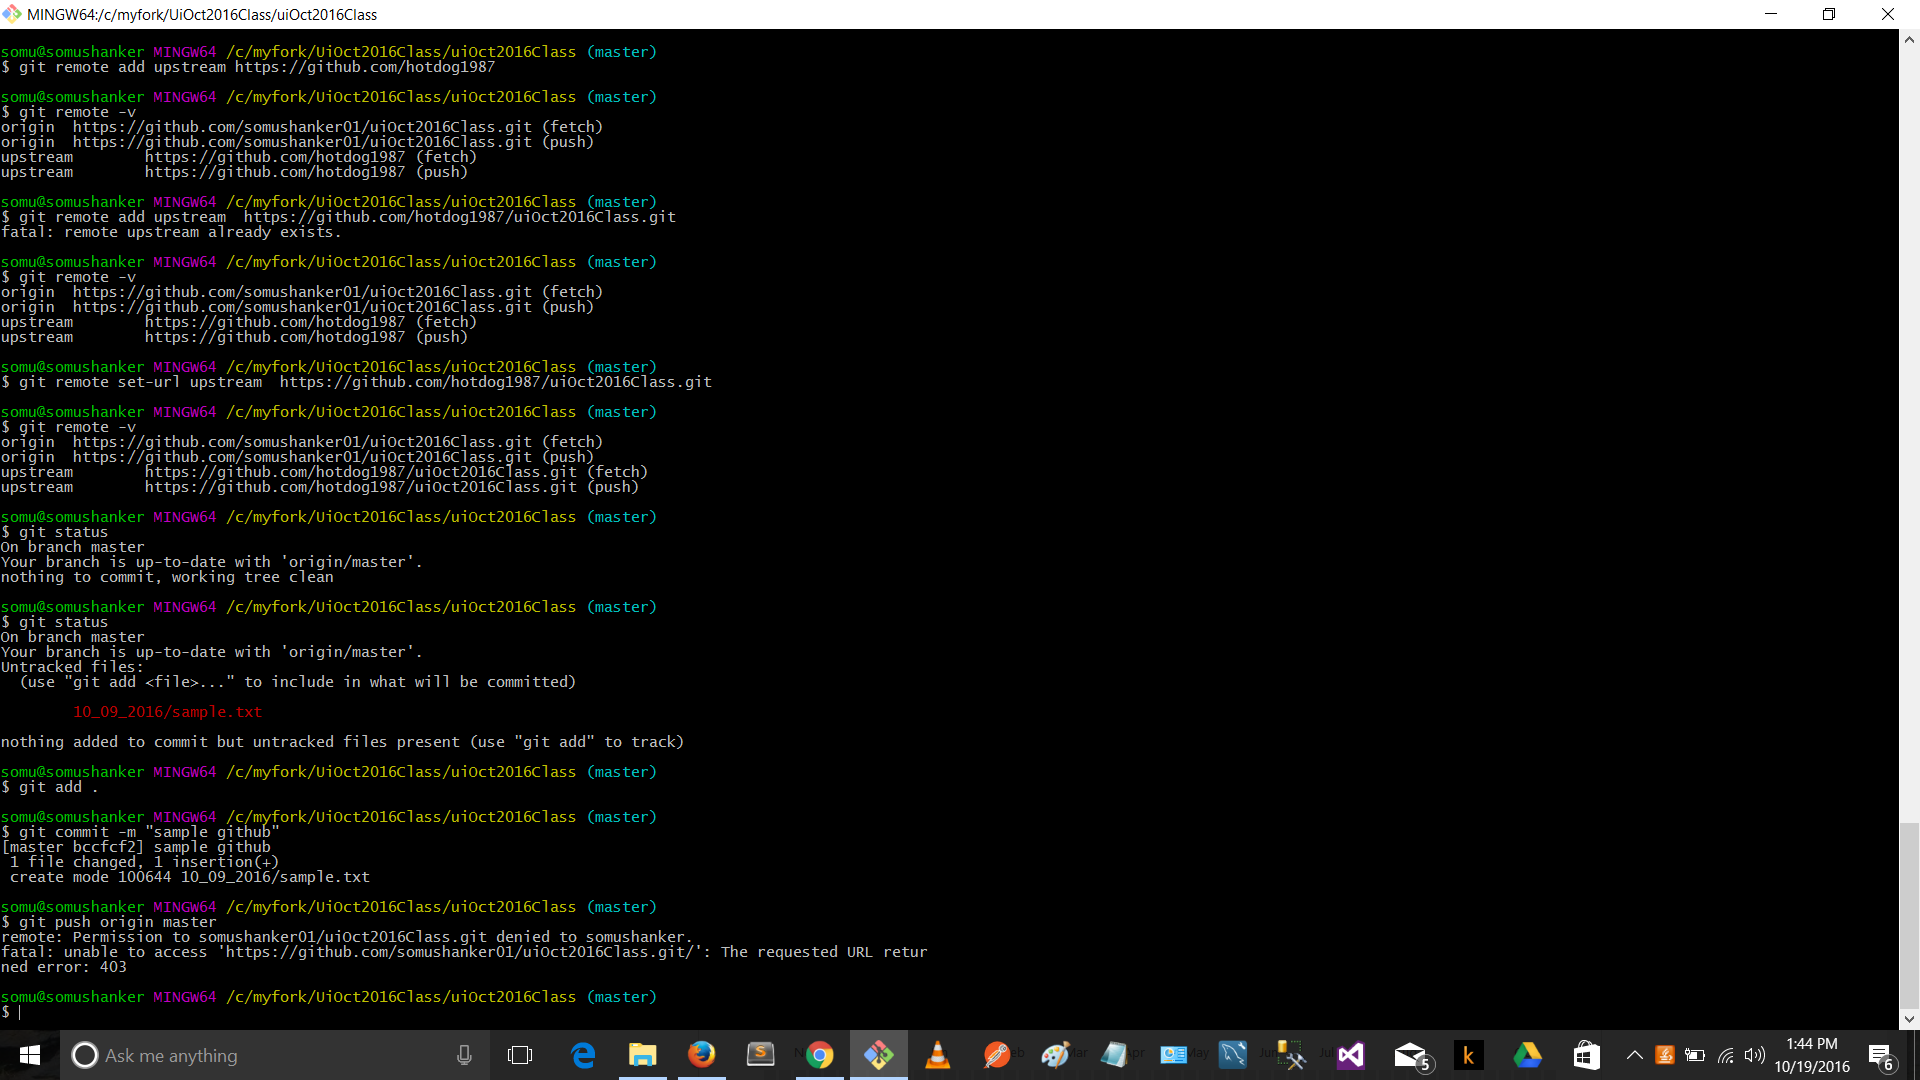 MINGW64:/c/myfork/UiOct2016Class/uiOct2016Class
somu@somushanker MINGW64 /c/myfork/UiOct2016Class/uiOct2016Class (master)
$ git remote add upstream https://github.com/hotdog1987
somu@somushanker MINGW64 /c/myfork/UiOct2016Class/uiOct2016Class (master)
$ git remote -v
origin  https://github.com/somushanker01/uiOct2016Class.git (fetch)
origin  https://github.com/somushanker01/uiOct2016Class.git (push)
upstream        https://github.com/hotdog1987 (fetch)
upstream        https://github.com/hotdog1987 (push)
somu@somushanker MINGW64 /c/myfork/UiOct2016Class/uiOct2016Class (master)
$ git remote add upstream  https://github.com/hotdog1987/uiOct2016Class.git
fatal: remote upstream already exists.
somu@somushanker MINGW64 /c/myfork/UiOct2016Class/uiOct2016Class (master)
$ git remote -v
origin  https://github.com/somushanker01/uiOct2016Class.git (fetch)
origin  https://github.com/somushanker01/uiOct2016Class.git (push)
upstream        https://github.com/hotdog1987 (fetch)
upstream        https://github.com/hotdog1987 (push)
somu@somushanker MINGW64 /c/myfork/UiOct2016Class/uiOct2016Class (master)
$ git remote set-url upstream  https://github.com/hotdog1987/uiOct2016Class.git
somu@somushanker MINGW64 /c/myfork/UiOct2016Class/uiOct2016Class (master)
$ git remote -v
origin  https://github.com/somushanker01/uiOct2016Class.git (fetch)
origin  https://github.com/somushanker01/uiOct2016Class.git (push)
upstream        https://github.com/hotdog1987/uiOct2016Class.git (fetch)
upstream        https://github.com/hotdog1987/uiOct2016Class.git (push)
somu@somushanker MINGW64 /c/myfork/UiOct2016Class/uiOct2016Class (master)
$ git status
On branch master
Your branch is up-to-date with 'origin/master'.
nothing to commit, working tree clean
somu@somushanker MINGW64 /c/myfork/UiOct2016Class/uiOct2016Class (master)
$ git status
On branch master
Your branch is up-to-date with 'origin/master'.
Untracked files:
  (use "git add <file>..." to include in what will be committed)
        10_09_2016/sample.txt
nothing added to commit but untracked files present (use "git add" to track)
somu@somushanker MINGW64 /c/myfork/UiOct2016Class/uiOct2016Class (master)
$ git add .
somu@somushanker MINGW64 /c/myfork/UiOct2016Class/uiOct2016Class (master)
$ git commit -m "sample github"
[master bccfcf2] sample github
 1 file changed, 1 insertion(+)
 create mode 100644 10_09_2016/sample.txt
somu@somushanker MINGW64 /c/myfork/UiOct2016Class/uiOct2016Class (master)
$ git push origin master
remote: Permission to somushanker01/uiOct2016Class.git denied to somushanker.
fatal: unable to access 'https://github.com/somushanker01/uiOct2016Class.git/': The requested URL retur
ned error: 403
somu@somushanker MINGW64 /c/myfork/UiOct2016Class/uiOct2016Class (master)
$
Ask me anything
5
k
1:44 PM
10/19/2016
6